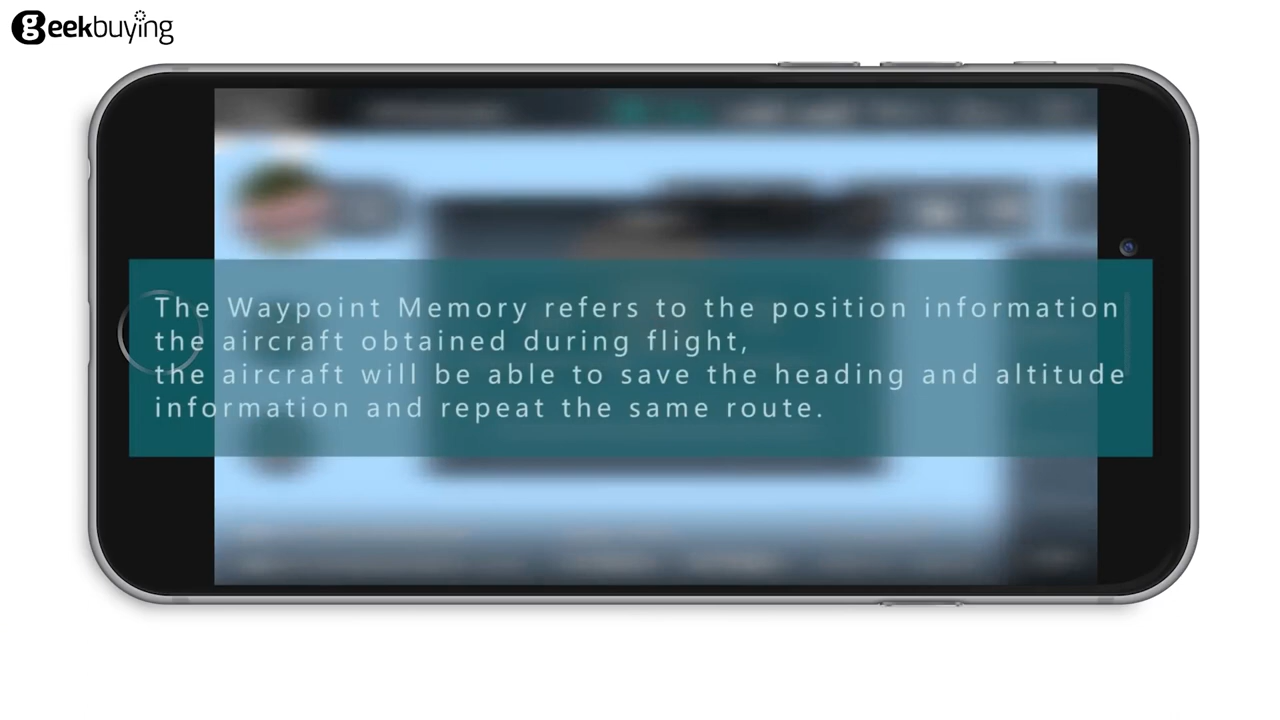 geekbuying
The Waypoint Memory refers to the position information
the aircraft obtained during flight,
the aircraft will be able to save the heading and altitude
information and repeat the same route.